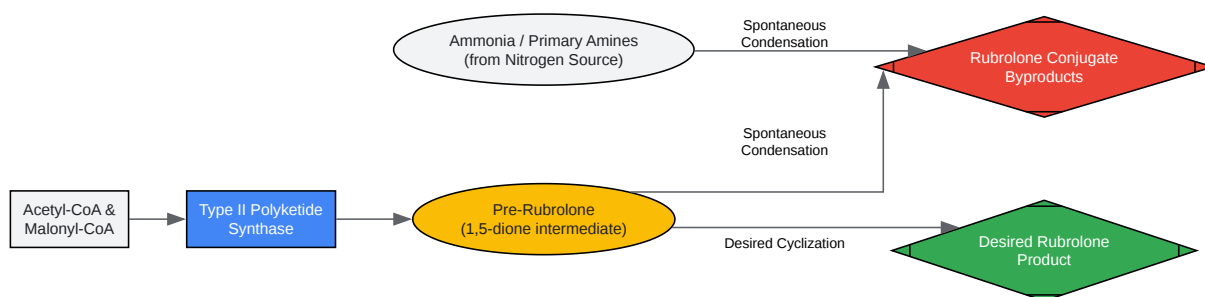 Ammonia / Primary Amines
(from Nitrogen Source)
Spontaneous
Condensation
Rubrolone Conjugate
Byproducts
Spontaneous
Condensation
Acetyl-CoA &
Malonyl-CoA
Type II Polyketide
Synthase
Pre-Rubrolone
(1,5-dione intermediate)
Desired Cyclization
Desired Rubrolone
Product